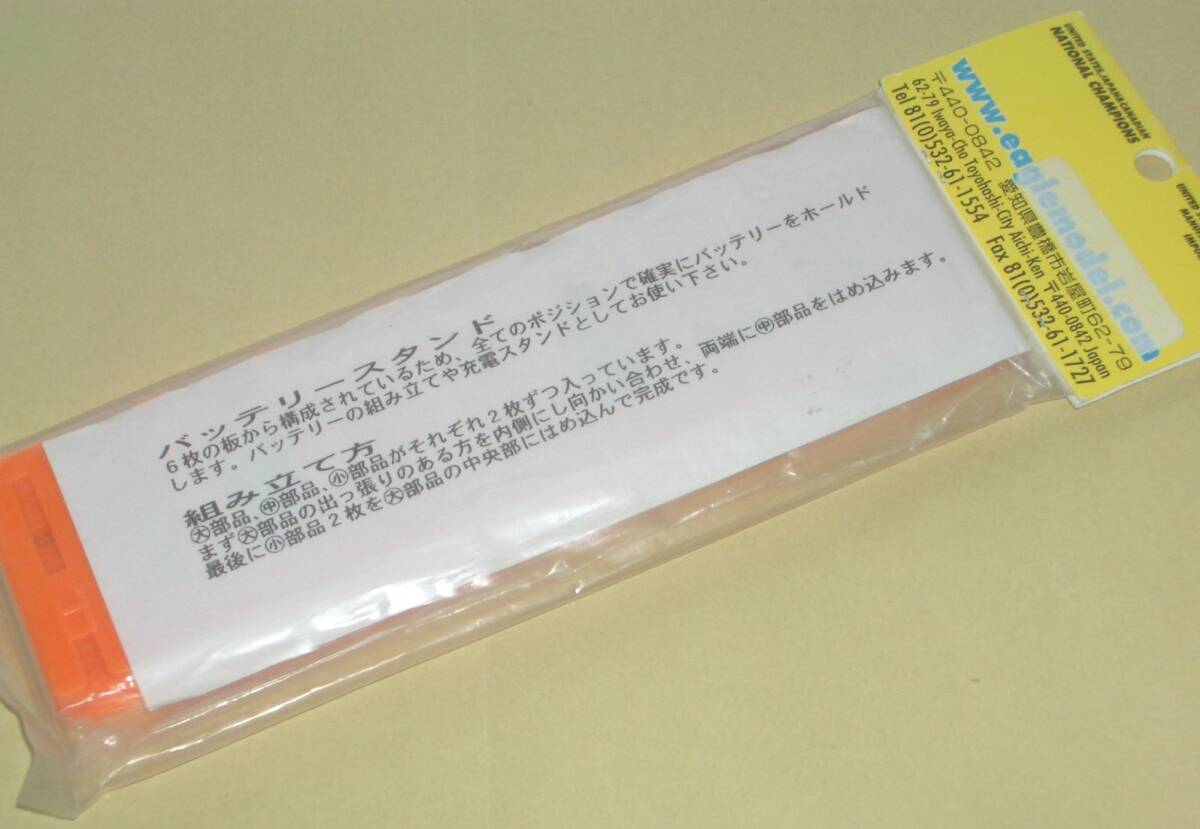 UNITED STATES, JAPAN & CANADIAN
NATIONAL CHAMPIONS
www.eaglemodel.com
〒440-0842 愛知県豊橋市岩屋町62-79
62-79 Iwaya-Cho Toyohashi-City Aichi-Ken 〒440-0842 Japan
Tel 81(0)532-61-1554 Fax 81(0)532-61-1727
UNITED
バッテリースタンド
6枚の板から構成されているため、全てのポジションで確実にバッテリーをホールド
します。バッテリーの組み立てや充電スタンドとしてお使い下さい。
組み立て方
㊛部品、㊥部品、㊙部品がそれぞれ2枚ずつ入っています。
まず大部品の出っ張りのある方を内側にし向かい合わせ、両端に㊥部品をはめ込みます。
最後に小部品2枚を大部品の中央部にはめ込んで完成です。